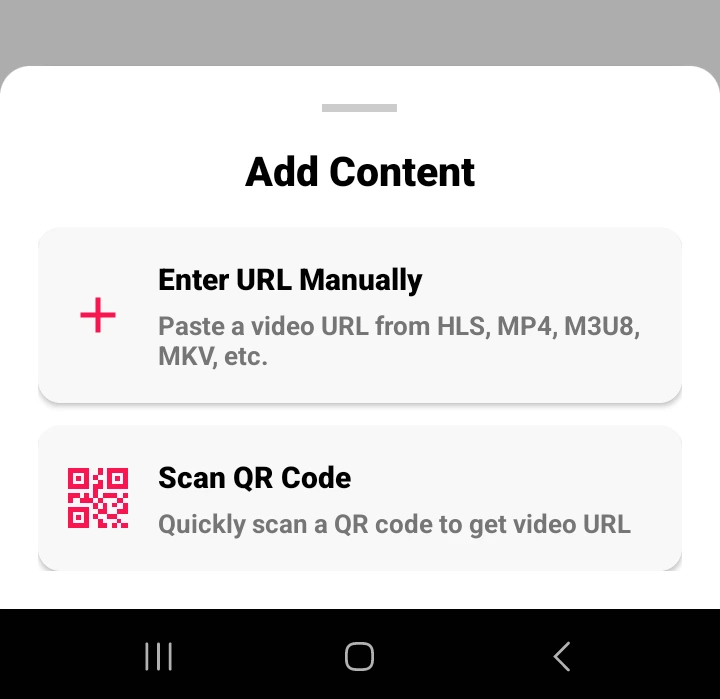 Add Content
Enter URL Manually
Paste a video URL from HLS, MP4, M3U8,
MKV, etc.
Scan QR Code
Quickly scan a QR code to get video URL